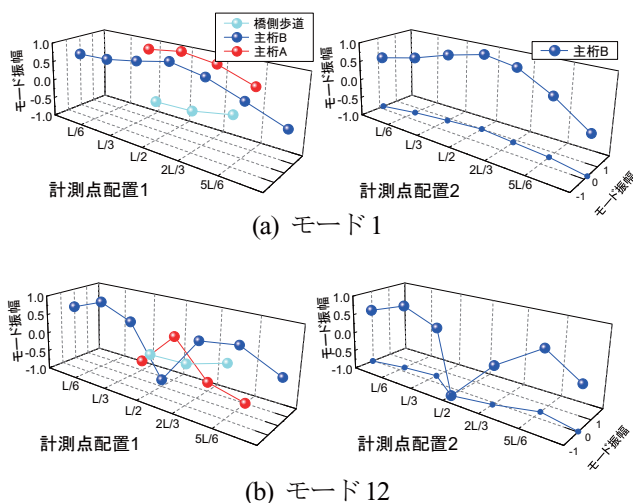 橋側歩道
主桁B
主桁A
モード振幅
1.0
0.5
0.0
-0.5
-1.0
L/6
L/3
L/2
2L/3
5L/6
計測点配置1
主桁B
モード振幅
1.0
0.5
0.0
-0.5
-1.0
L/6
L/3
L/2
2L/3
5L/6
-1
0
1
モード振幅
計測点配置2
(a) モード1
モード振幅
1.0
0.5
0.0
-0.5
-1.0
L/6
L/3
L/2
2L/3
5L/6
計測点配置1
モード振幅
1.0
0.5
0.0
-0.5
-1.0
L/6
L/3
L/2
2L/3
5L/6
-1
0
1
モード振幅
計測点配置2
(b) モード12